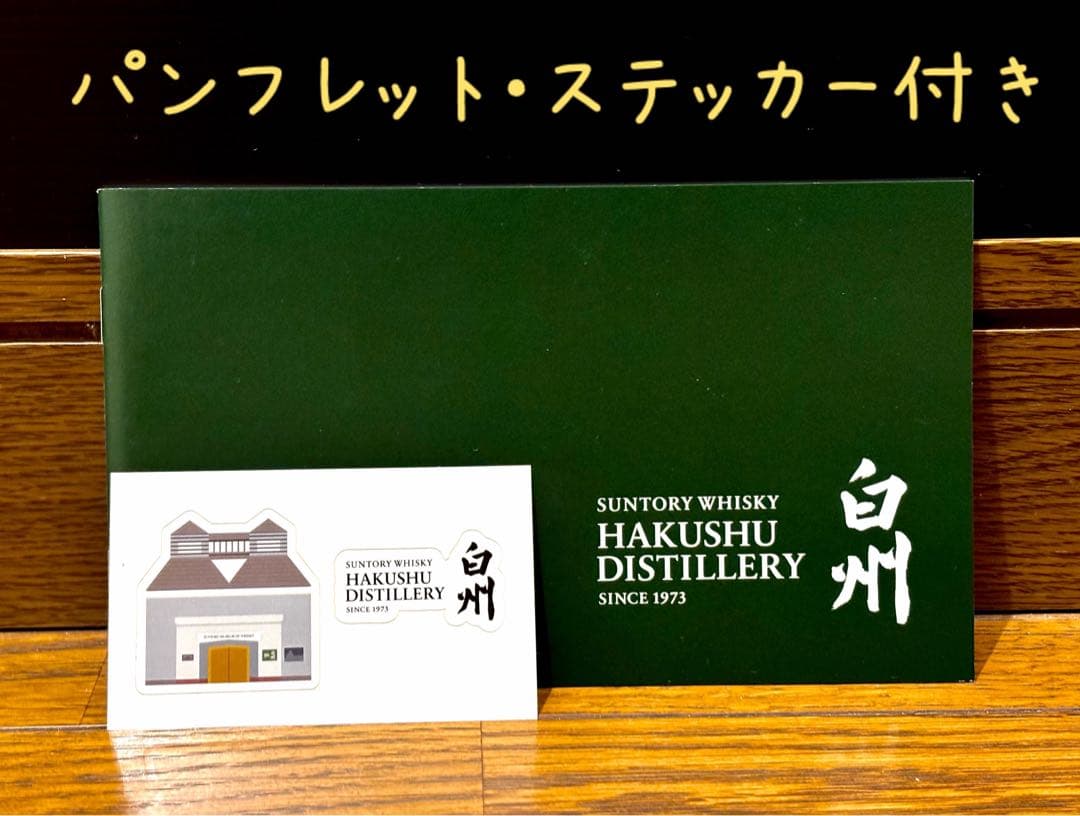 パンフレット・ステッカー付き
SUNTORY WHISKY
HAKUSHU
DISTILLERY
SINCE 1973
白州
SUNTORY WHISKY
HAKUSHU
DISTILLERY
SINCE 1973
白州